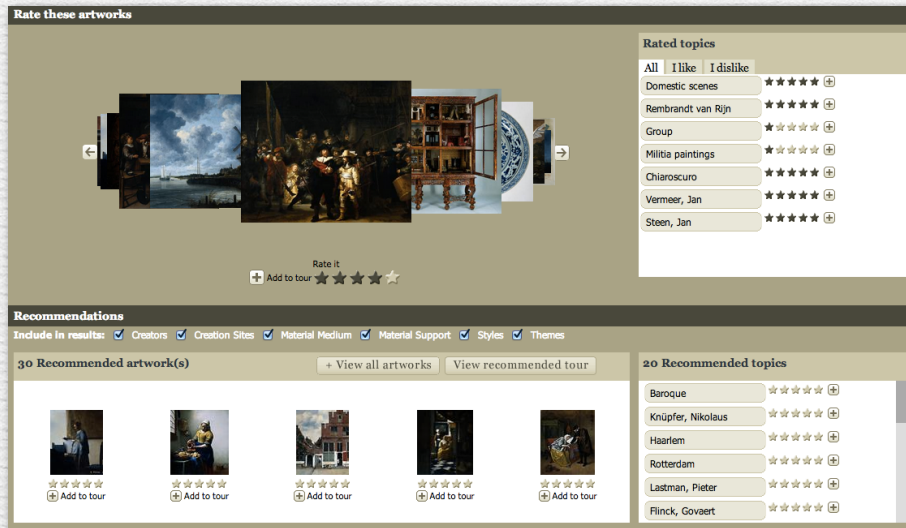 Rate these artworks
Rated topics
All I like I dislike
Domestic scenes
Rembrandt van Rijn
Group
Militia paintings
Chiaroscuro
Vermeer, Jan
Steen, Jan
Rate it
Add to tour
Recommendations
Include in results: Creators Creation Sites Material Medium Material Support Styles Themes
30 Recommended artwork(s) + View all artworks View recommended tour
Add to tour Add to tour Add to tour Add to tour Add to tour
20 Recommended topics
Baroque
Knüpfer, Nikolaus
Haarlem
Rotterdam
Lastman, Pieter
Flinck, Govaert